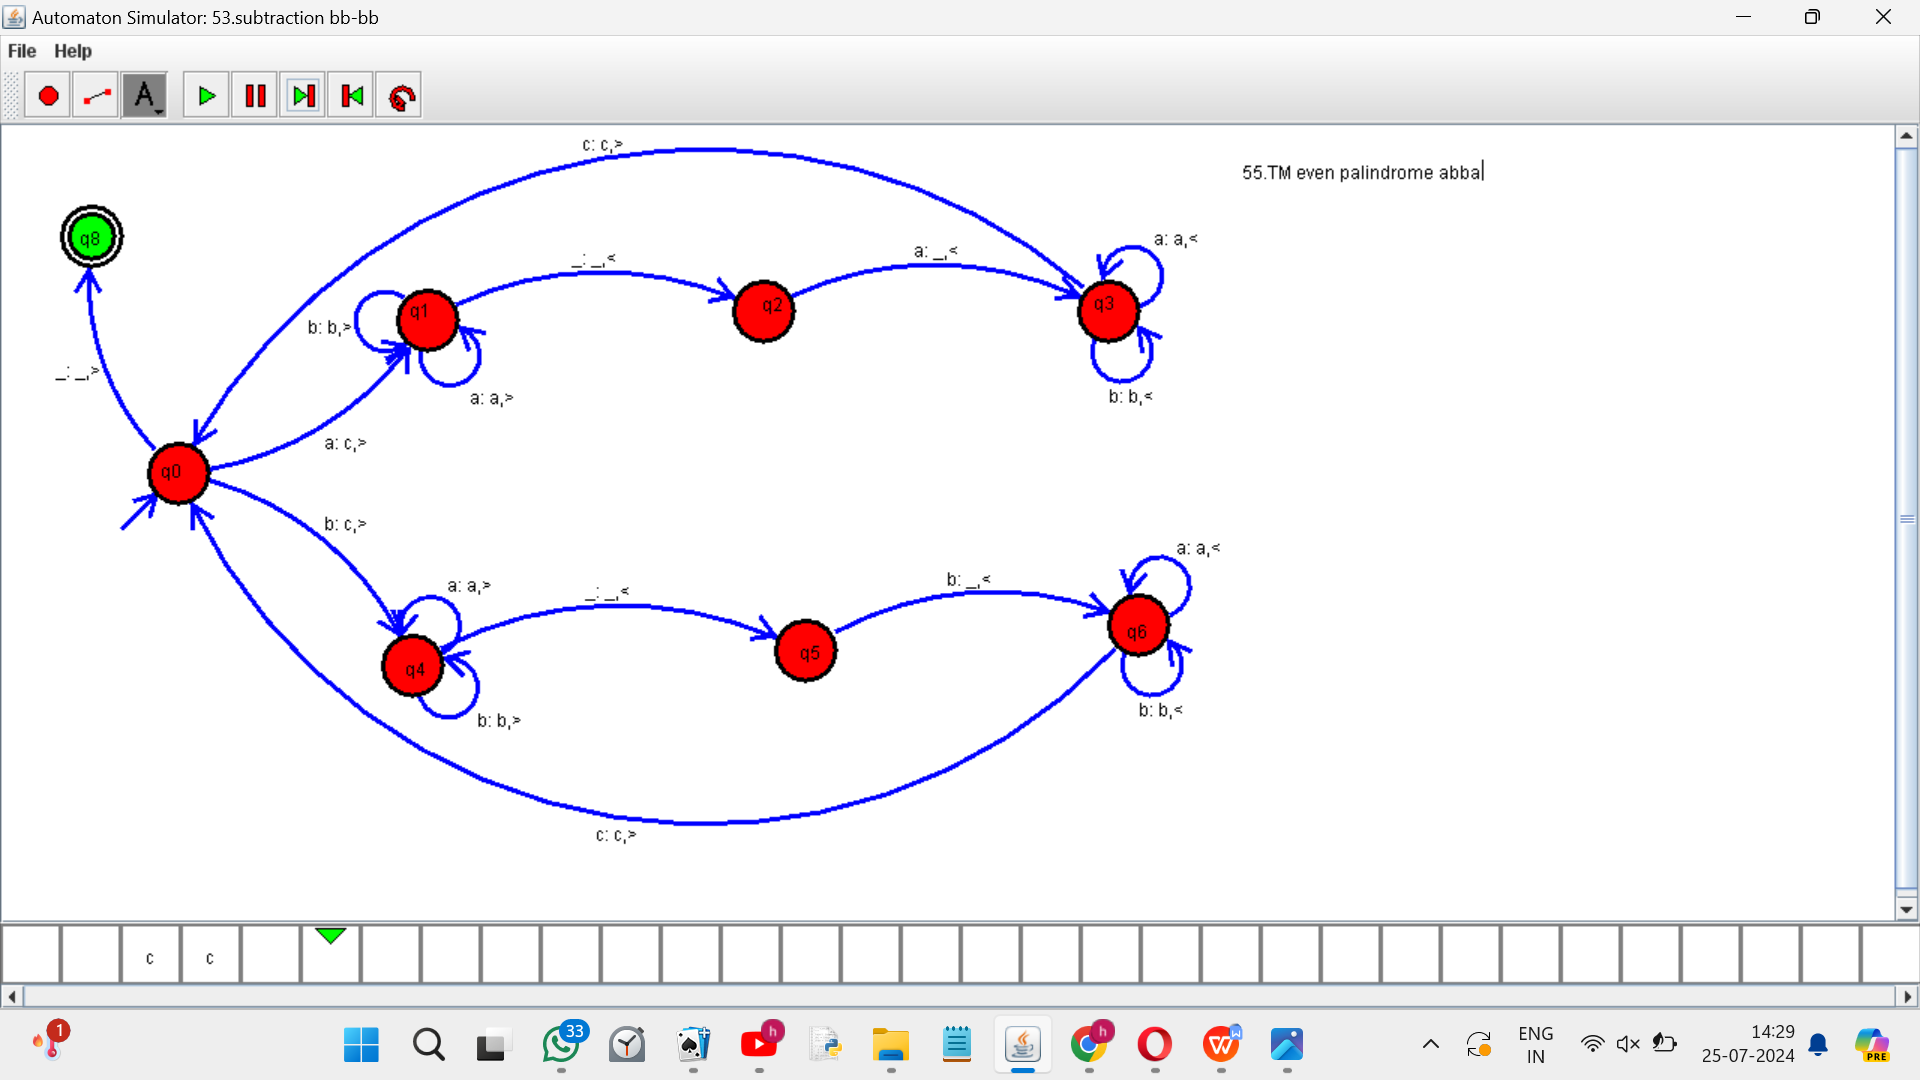 Automaton Simulator: 53.subtraction bb-bb
File Help
A
c: c,>
55.TM even palindrome abba
q8
a: a,<
_: _,<
a: _,<
q1
q2
q3
b: b,>
_: _,>
a: a,>
b: b,<
a: c,>
q0
b: c,>
a: a,<
a: a,>
_: _,<
b: _,<
q4
q5
q6
b: b,>
b: b,<
c: c,>
c c
1
33
h
h
W
ENG
IN
14:29
25-07-2024
PRE